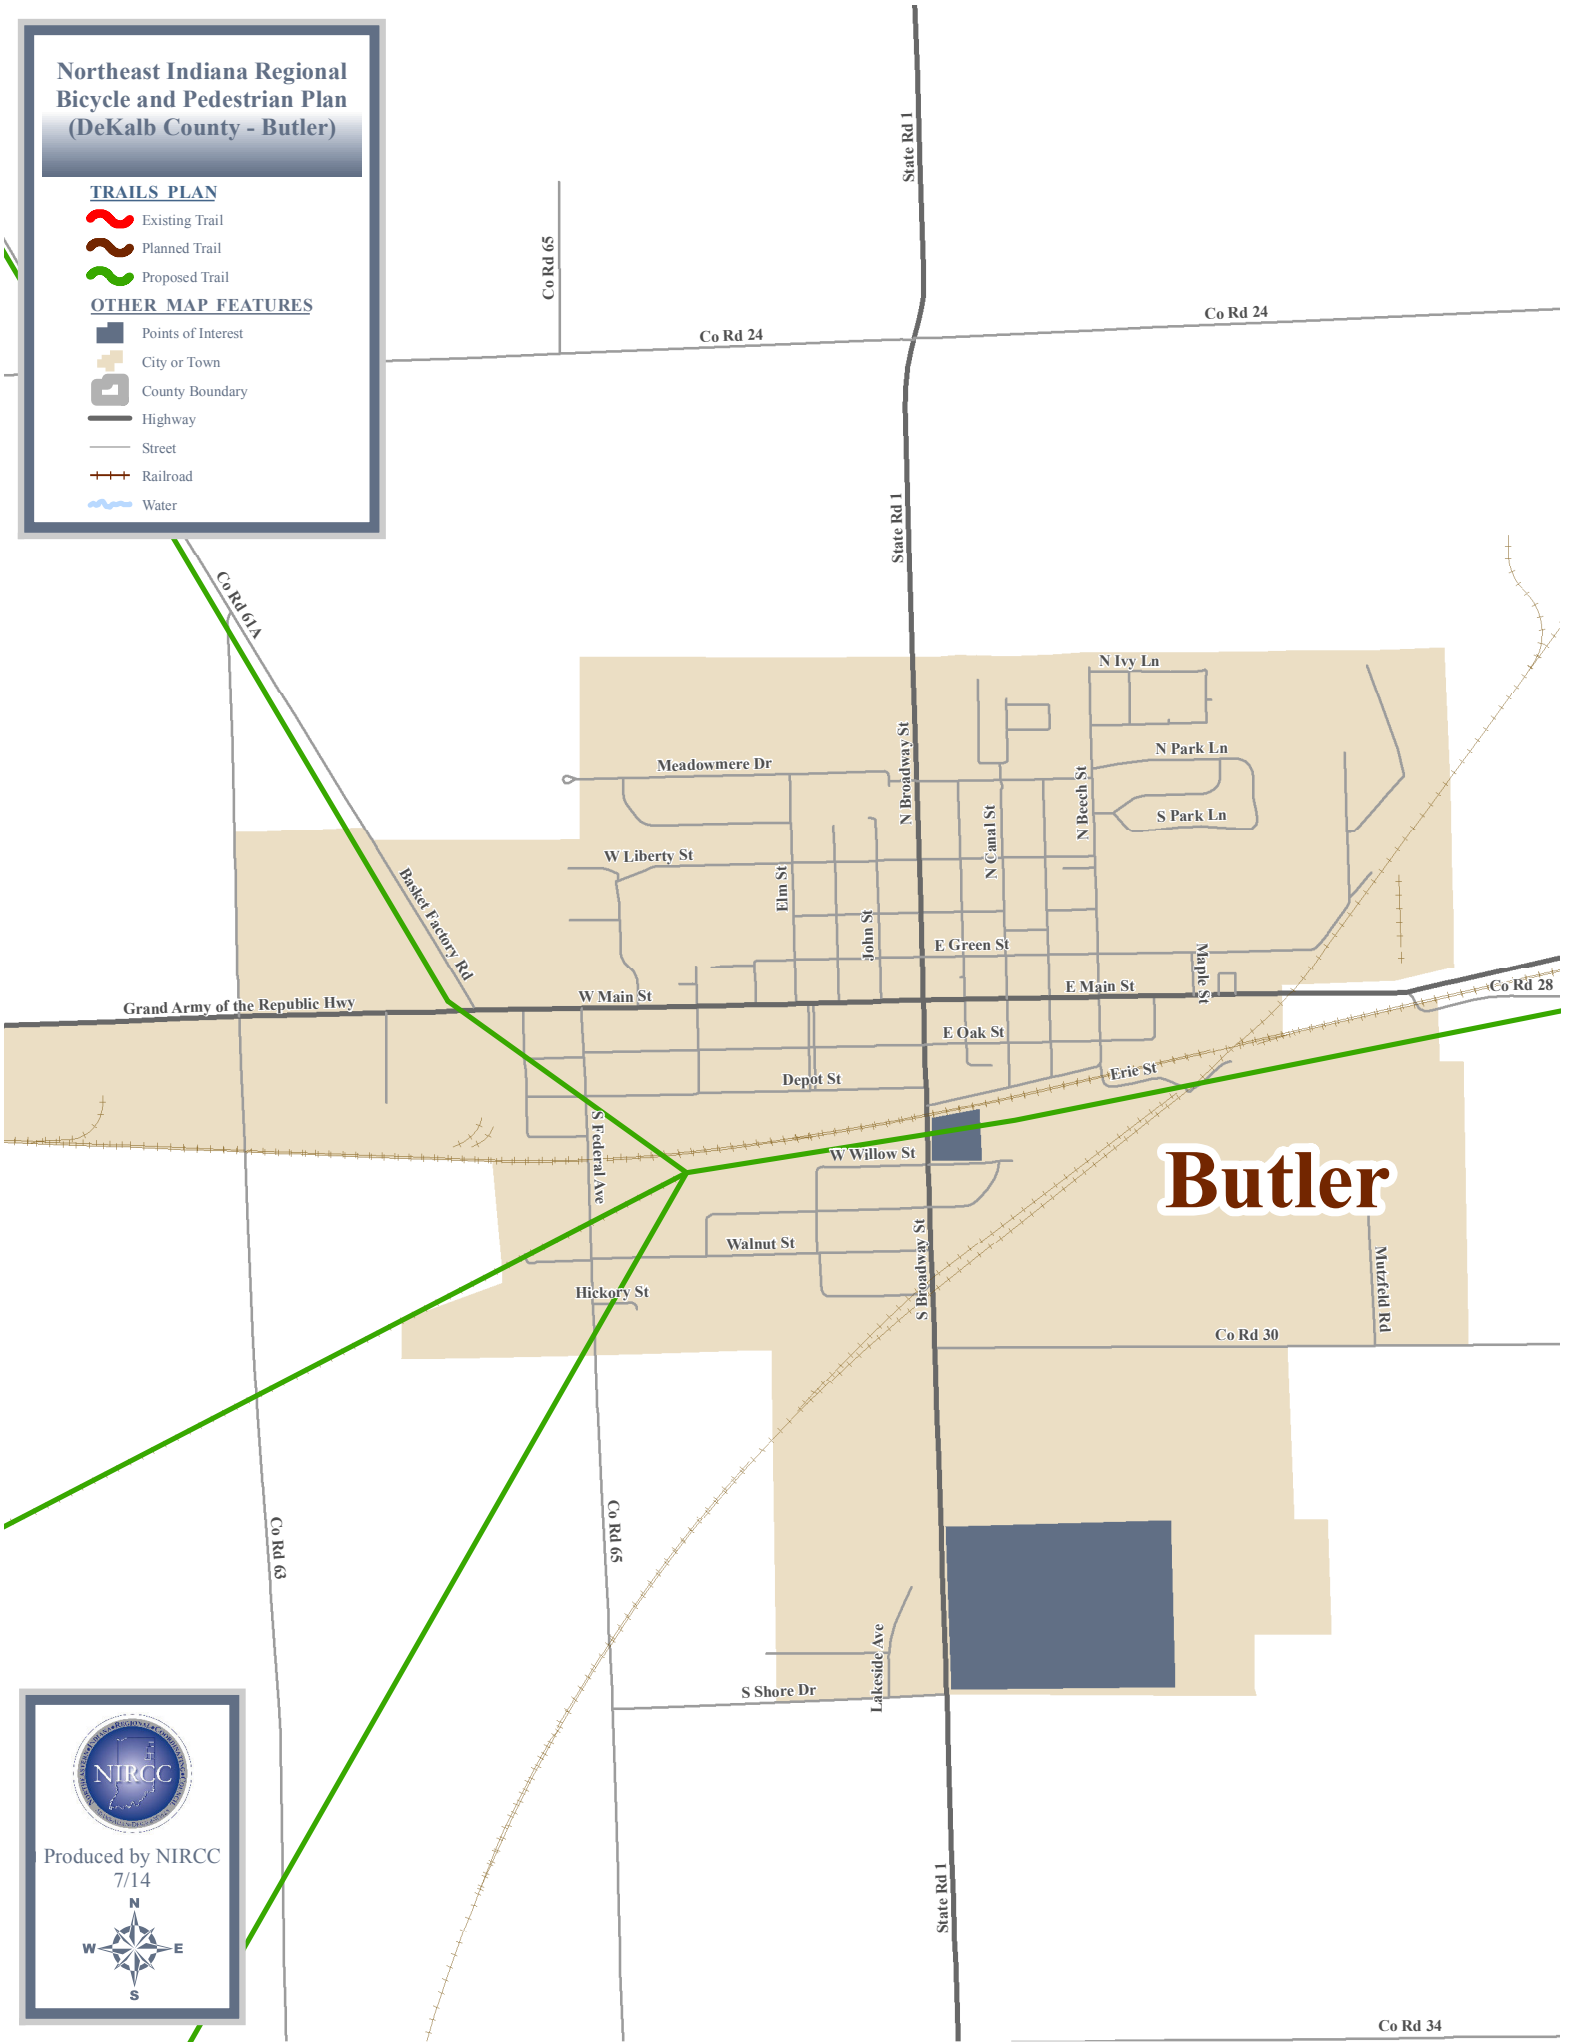 Northeast Indiana Regional
Bicycle and Pedestrian Plan
(DeKalb County - Butler)
TRAILS PLAN
Existing Trail
Planned Trail
Proposed Trail
OTHER MAP FEATURES
Points of Interest
City or Town
County Boundary
Highway
Street
Railroad
Water
State Rd 1
Co Rd 65
Co Rd 24
Co Rd 24
State Rd 1
Co Rd 61A
N Ivy Ln
N Broadway St
N Park Ln
Meadowmere Dr
N Beech St
S Park Ln
N Canal St
W Liberty St
Elm St
Basket Factory Rd
John St
E Green St
Maple St
Grand Army of the Republic Hwy
W Main St
E Main St
Co Rd 28
E Oak St
Depot St
Erie St
S Federal Ave
W Willow St
Butler
Walnut St
S Broadway St
Mutzfeld Rd
Hickory St
Co Rd 30
Co Rd 63
Co Rd 65
Lakeside Ave
S Shore Dr
NIRCC
Produced by NIRCC
7/14
N
W E
S
State Rd 1
Co Rd 34